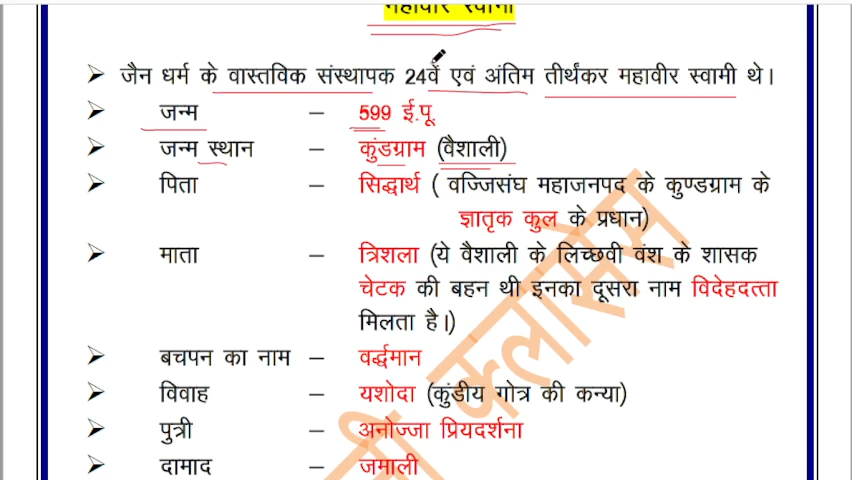 महावीर स्वामी
➢ जैन धर्म के वास्तविक संस्थापक 24वें एवं अंतिम तीर्थंकर महावीर स्वामी थे।
➢ जन्म – 599 ई.पू.
➢ जन्म स्थान – कुंडग्राम (वैशाली)
➢ पिता – सिद्धार्थ ( वज्जिसंघ महाजनपद के कुण्डग्राम के
ज्ञातृक कुल के प्रधान)
➢ माता – त्रिशला (ये वैशाली के लिच्छवी वंश के शासक
चेटक की बहन थी इनका दूसरा नाम विदेहदत्ता
मिलता है।)
➢ बचपन का नाम – वर्द्धमान
➢ विवाह – यशोदा (कुंडीय गोत्र की कन्या)
➢ पुत्री – अनोज्जा प्रियदर्शना
➢ दामाद – जमाली
क्लासेस